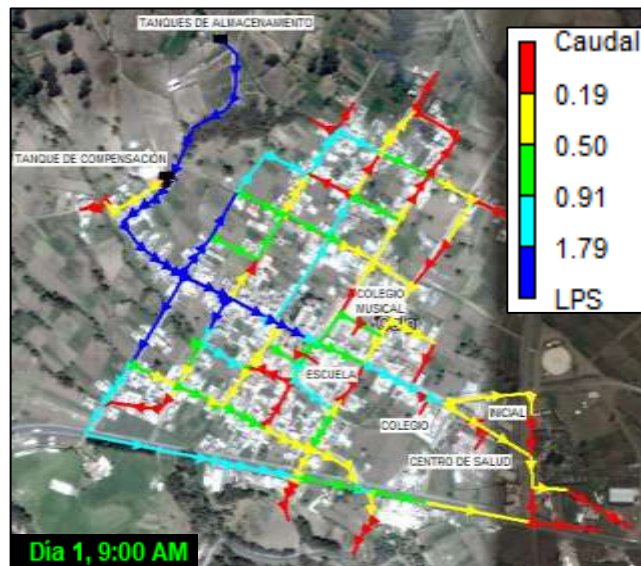 TANQUES DE ALMACENAMIENTO
Caudal
0.19
0.50
0.91
1.79
LPS
TANQUE DE COMPENSACIÓN
COLEGIO
MUSICAL
ESCUELA
INICIAL
COLEGIO
CENTRO DE SALUD
Día 1, 9:00 AM